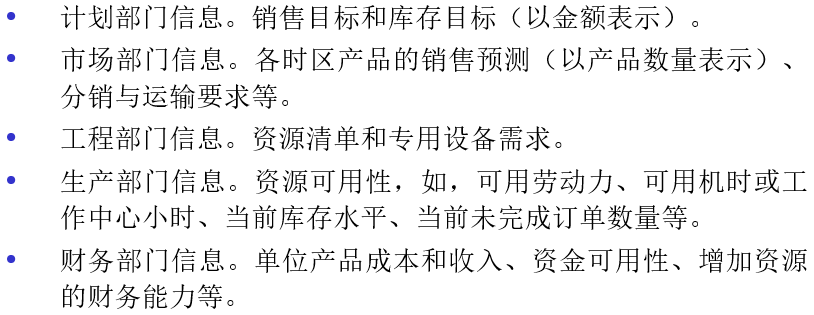 • 计划部门信息。销售目标和库存目标（以金额表示）。
• 市场部门信息。各时区产品的销售预测（以产品数量表示）、
分销与运输要求等。
• 工程部门信息。资源清单和专用设备需求。
• 生产部门信息。资源可用性，如，可用劳动力、可用机时或工
作中心小时、当前库存水平、当前未完成订单数量等。
• 财务部门信息。单位产品成本和收入、资金可用性、增加资源
的财务能力等。